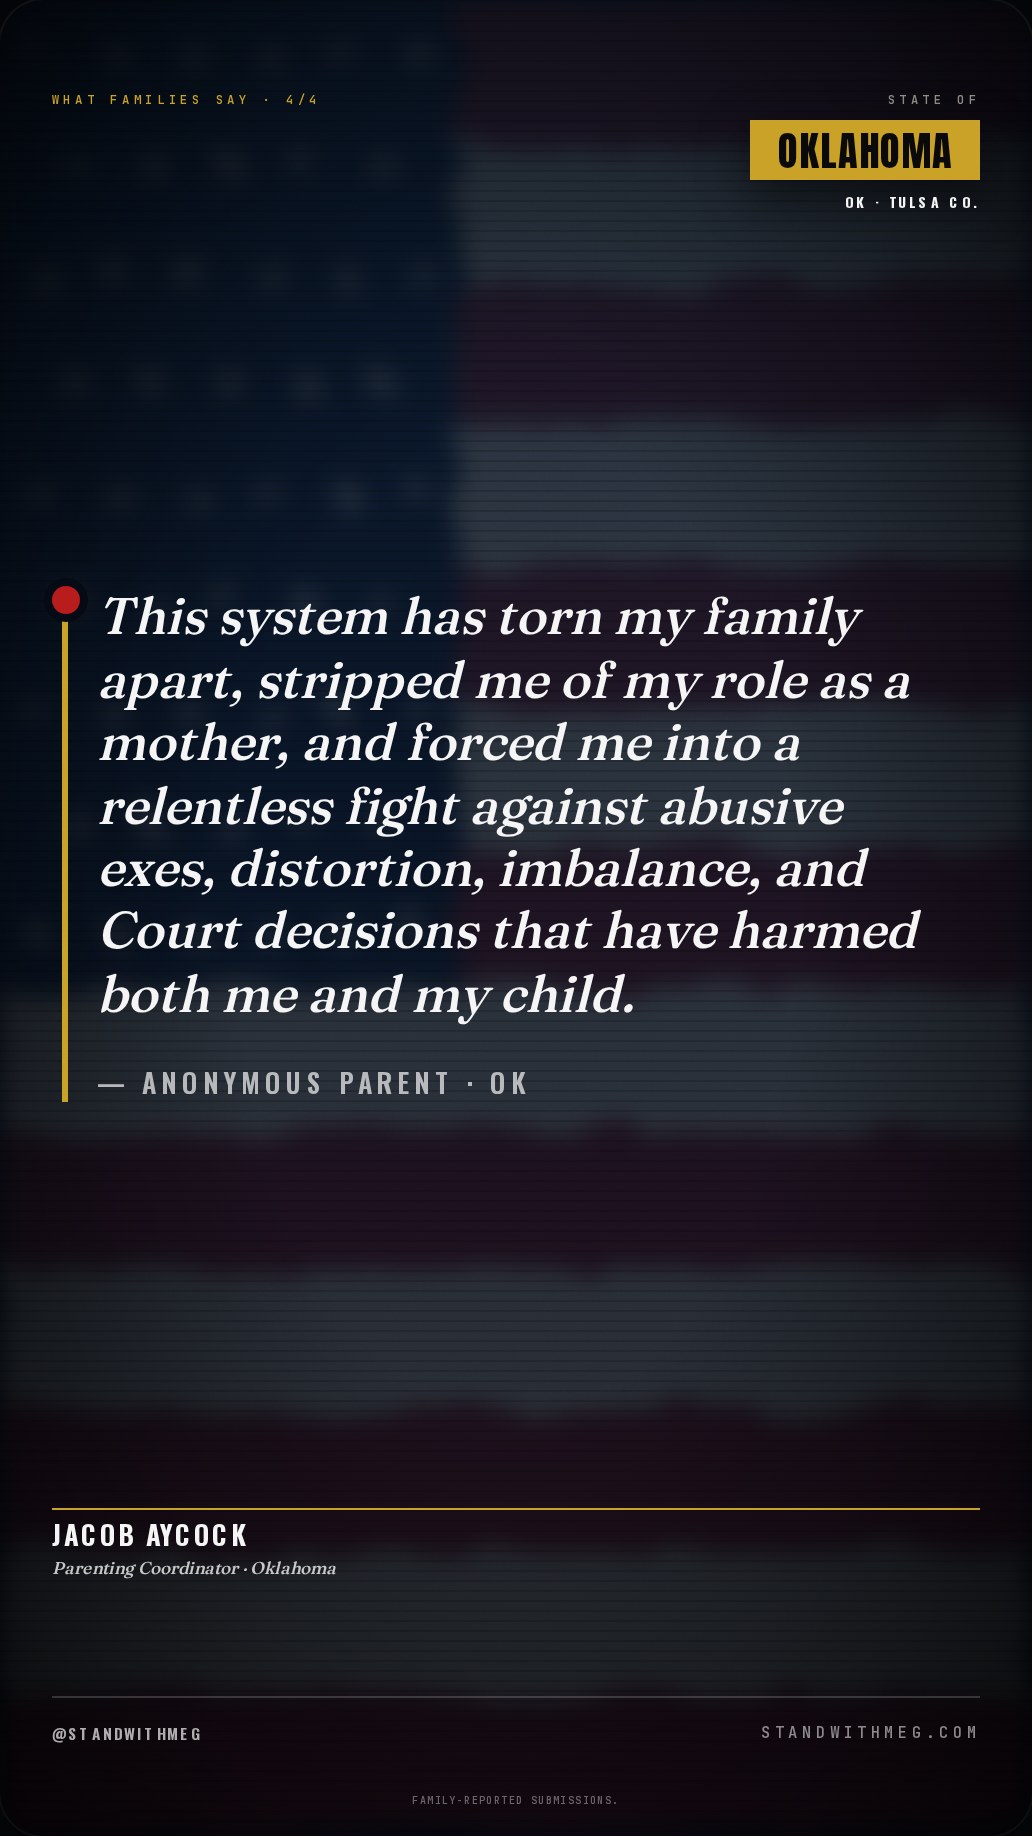 WHAT FAMILIES SAY · 4/4
STATE OF
OKLAHOMA
OK · TULSA CO.
This system has torn my family
apart, stripped me of my role as a
mother, and forced me into a
relentless fight against abusive
exes, distortion, imbalance, and
Court decisions that have harmed
both me and my child.
— ANONYMOUS PARENT · OK
JACOB AYCOCK
Parenting Coordinator · Oklahoma
@STANDWITHMEG
STANDWITHMEG.COM
FAMILY-REPORTED SUBMISSIONS.